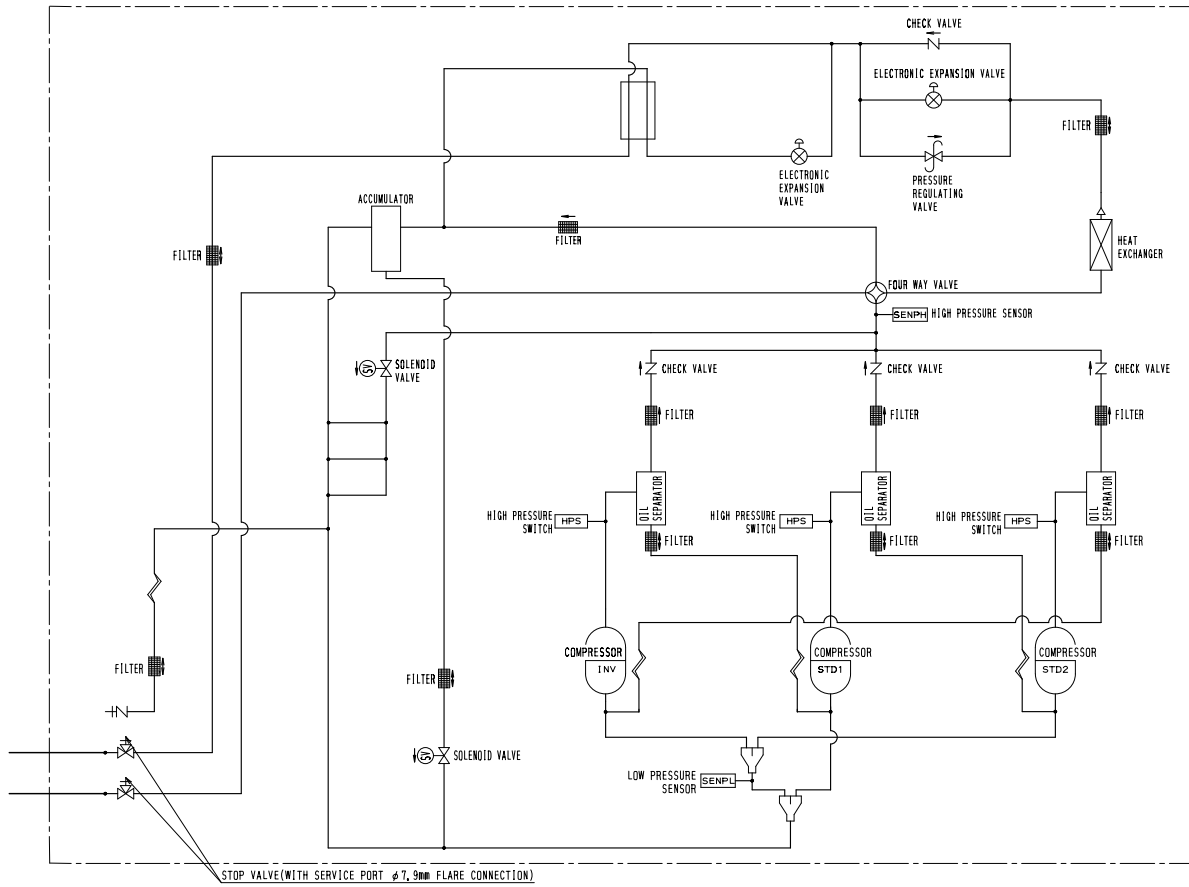 CHECK VALVE
ELECTRONIC EXPANSION VALVE
FILTER
ELECTRONIC
EXPANSION
VALVE
PRESSURE
REGULATING
VALVE
ACCUMULATOR
FILTER
FILTER
HEAT
EXCHANGER
FOUR WAY VALVE
SENPH
HIGH PRESSURE SENSOR
SV
SOLENOID
VALVE
CHECK VALVE
CHECK VALVE
CHECK VALVE
FILTER
FILTER
FILTER
OIL
SEPARATOR
OIL
SEPARATOR
OIL
SEPARATOR
HIGH PRESSURE
SWITCH
HPS
HIGH PRESSURE
SWITCH
HPS
HIGH PRESSURE
SWITCH
HPS
FILTER
FILTER
FILTER
COMPRESSOR
INV
COMPRESSOR
STD1
COMPRESSOR
STD2
FILTER
FILTER
SV
SOLENOID VALVE
LOW PRESSURE
SENSOR
SENPL
STOP VALVE(WITH SERVICE PORT φ7,9mm FLARE CONNECTION)